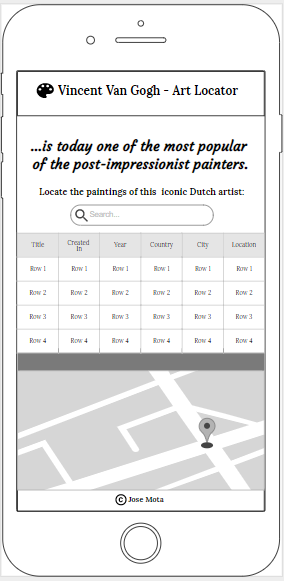 Vincent Van Gogh - Art Locator
...is today one of the most popular
of the post-impressionist painters.
Locate the paintings of this iconic Dutch artist:
Search...
Title Created In Year Country City Location
Row 1 Row 1 Row 1 Row 1 Row 1 Row 1
Row 2 Row 2 Row 2 Row 2 Row 2 Row 2
Row 3 Row 3 Row 3 Row 3 Row 3 Row 3
Row 4 Row 4 Row 4 Row 4 Row 4 Row 4
© Jose Mota